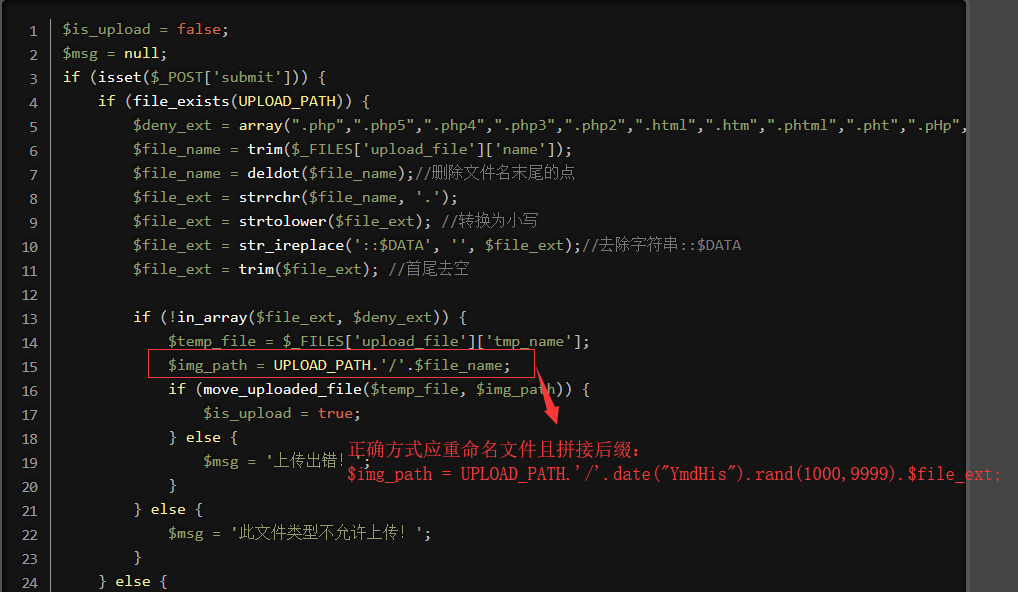 1 $is_upload = false;
2 $msg = null;
3 if (isset($_POST['submit'])) {
4 if (file_exists(UPLOAD_PATH)) {
5 $deny_ext = array(".php",".php5",".php4",".php3",".php2",".html",".htm",".phtml",".pht",".pHp",
6 $file_name = trim($_FILES['upload_file']['name']);
7 $file_name = deldot($file_name);//删除文件名末尾的点
8 $file_ext = strrchr($file_name, '.');
9 $file_ext = strtolower($file_ext); //转换为小写
10 $file_ext = str_ireplace('::$DATA', '', $file_ext);//去除字符串::$DATA
11 $file_ext = trim($file_ext); //首尾去空
12
13 if (!in_array($file_ext, $deny_ext)) {
14 $temp_file = $_FILES['upload_file']['tmp_name'];
15 $img_path = UPLOAD_PATH.'/'.$file_name;
16 if (move_uploaded_file($temp_file, $img_path)) {
17 $is_upload = true;
18 } else {
正确方式应重命名文件且拼接后缀:
19 $msg = '上传出错！';
$img_path = UPLOAD_PATH.'/'.date("YmdHis").rand(1000,9999).$file_ext;
20 }
21 } else {
22 $msg = '此文件类型不允许上传！';
23 }
24 } else {